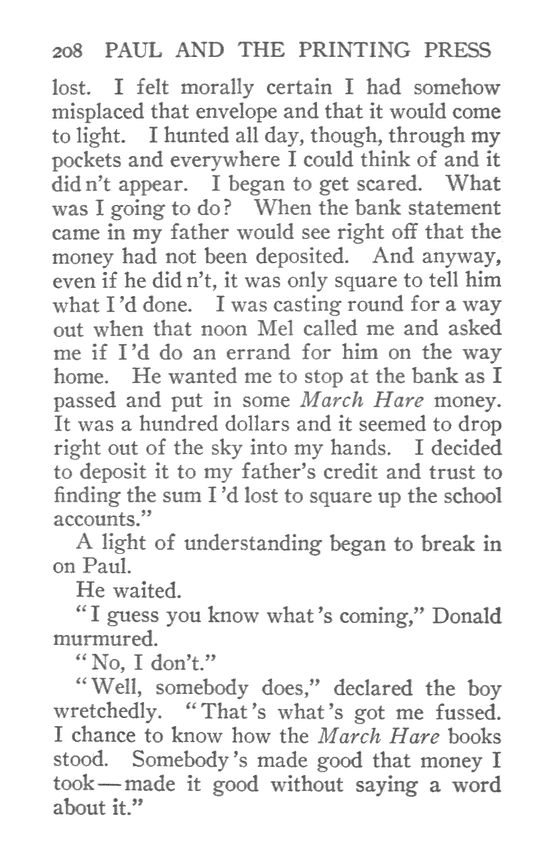 208 PAUL AND THE PRINTING PRESS
lost. I felt morally certain I had somehow
misplaced that envelope and that it would come
to light. I hunted all day, though, through my
pockets and everywhere I could think of and it
didn't appear. I began to get scared. What
was I going to do? When the bank statement
came in my father would see right off that the
money had not been deposited. And anyway,
even if he didn't, it was only square to tell him
what I'd done. I was casting round for a way
out when that noon Mel called me and asked
me if I'd do an errand for him on the way
home. He wanted me to stop at the bank as I
passed and put in some March Hare money.
It was a hundred dollars and it seemed to drop
right out of the sky into my hands. I decided
to deposit it to my father's credit and trust to
finding the sum I'd lost to square up the school
accounts."
A light of understanding began to break in
on Paul.
He waited.
"I guess you know what's coming," Donald
murmured.
"No, I don't."
"Well, somebody does," declared the boy
wretchedly. "That's what's got me fussed.
I chance to know how the March Hare books
stood. Somebody's made good that money I
took—made it good without saying a word
about it."